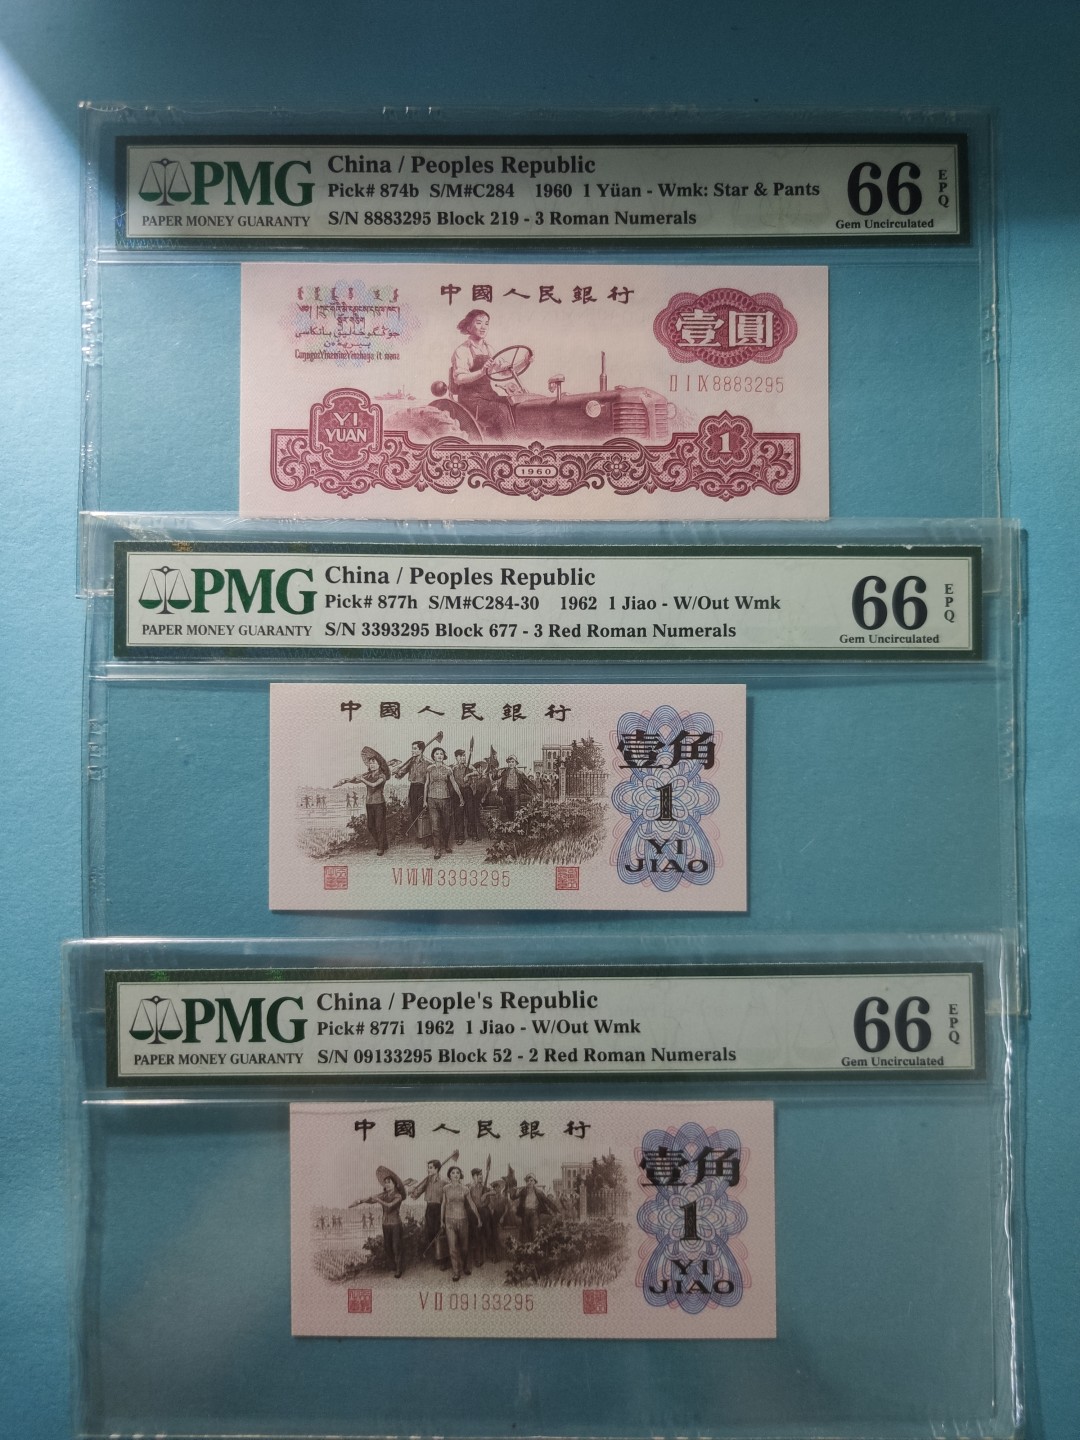 PMG
PAPER MONEY GUARANTY
China / Peoples Republic
Pick# 874b S/M#C284 1960 1 Yüan - Wmk: Star & Pants
S/N 8883295 Block 219 - 3 Roman Numerals
66 EPQ
Gem Uncirculated
中國人民銀行
壹圓
II I IX 8883295
YI
YUAN
1
1960
PMG
PAPER MONEY GUARANTY
China / Peoples Republic
Pick# 877h S/M#C284-30 1962 1 Jiao - W/Out Wmk
S/N 3393295 Block 677 - 3 Red Roman Numerals
66 EPQ
Gem Uncirculated
中國人民銀行
壹角
1
YI
JIAO
VI VII VII 3393295
PMG
PAPER MONEY GUARANTY
China / People's Republic
Pick# 877i 1962 1 Jiao - W/Out Wmk
S/N 09133295 Block 52 - 2 Red Roman Numerals
66 EPQ
Gem Uncirculated
中國人民銀行
壹角
1
YI
JIAO
V II 09133295